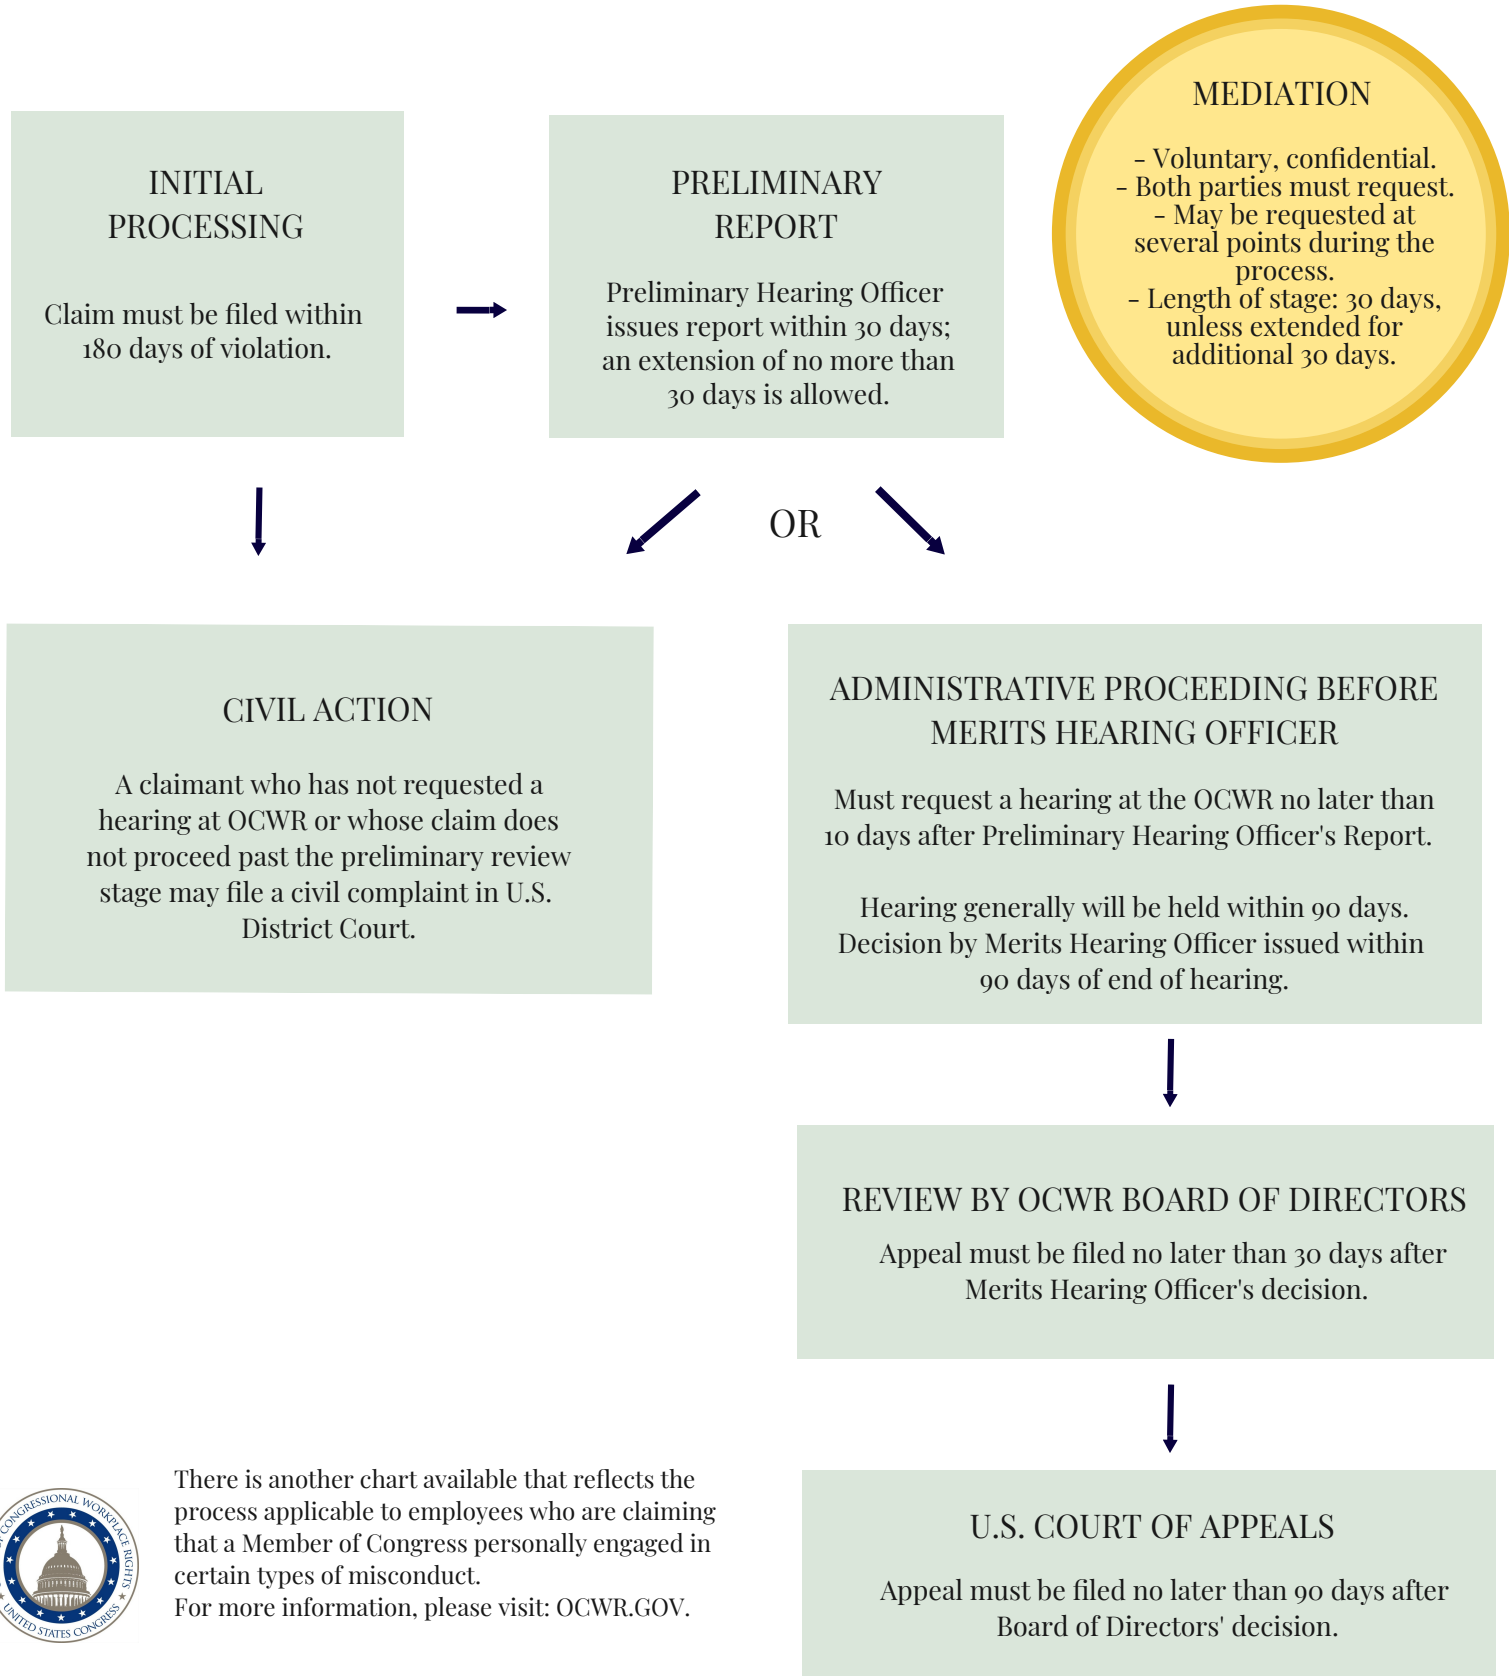 INITIAL
PROCESSING
Claim must be filed within
180 days of violation.
PRELIMINARY
REPORT
Preliminary Hearing Officer
issues report within 30 days;
an extension of no more than
30 days is allowed.
MEDIATION
- Voluntary, confidential.
- Both parties must request.
- May be requested at
several points during the
process.
- Length of stage: 30 days,
unless extended for
additional 30 days.
OR
CIVIL ACTION
A claimant who has not requested a
hearing at OCWR or whose claim does
not proceed past the preliminary review
stage may file a civil complaint in U.S.
District Court.
ADMINISTRATIVE PROCEEDING BEFORE
MERITS HEARING OFFICER
Must request a hearing at the OCWR no later than
10 days after Preliminary Hearing Officer's Report.
Hearing generally will be held within 90 days.
Decision by Merits Hearing Officer issued within
90 days of end of hearing.
REVIEW BY OCWR BOARD OF DIRECTORS
Appeal must be filed no later than 30 days after
Merits Hearing Officer's decision.
U.S. COURT OF APPEALS
Appeal must be filed no later than 90 days after
Board of Directors' decision.
There is another chart available that reflects the
process applicable to employees who are claiming
that a Member of Congress personally engaged in
certain types of misconduct.
For more information, please visit: OCWR.GOV.
CONGRESSIONAL WORKPLACE RIGHTS
UNITED STATES CONGRESS